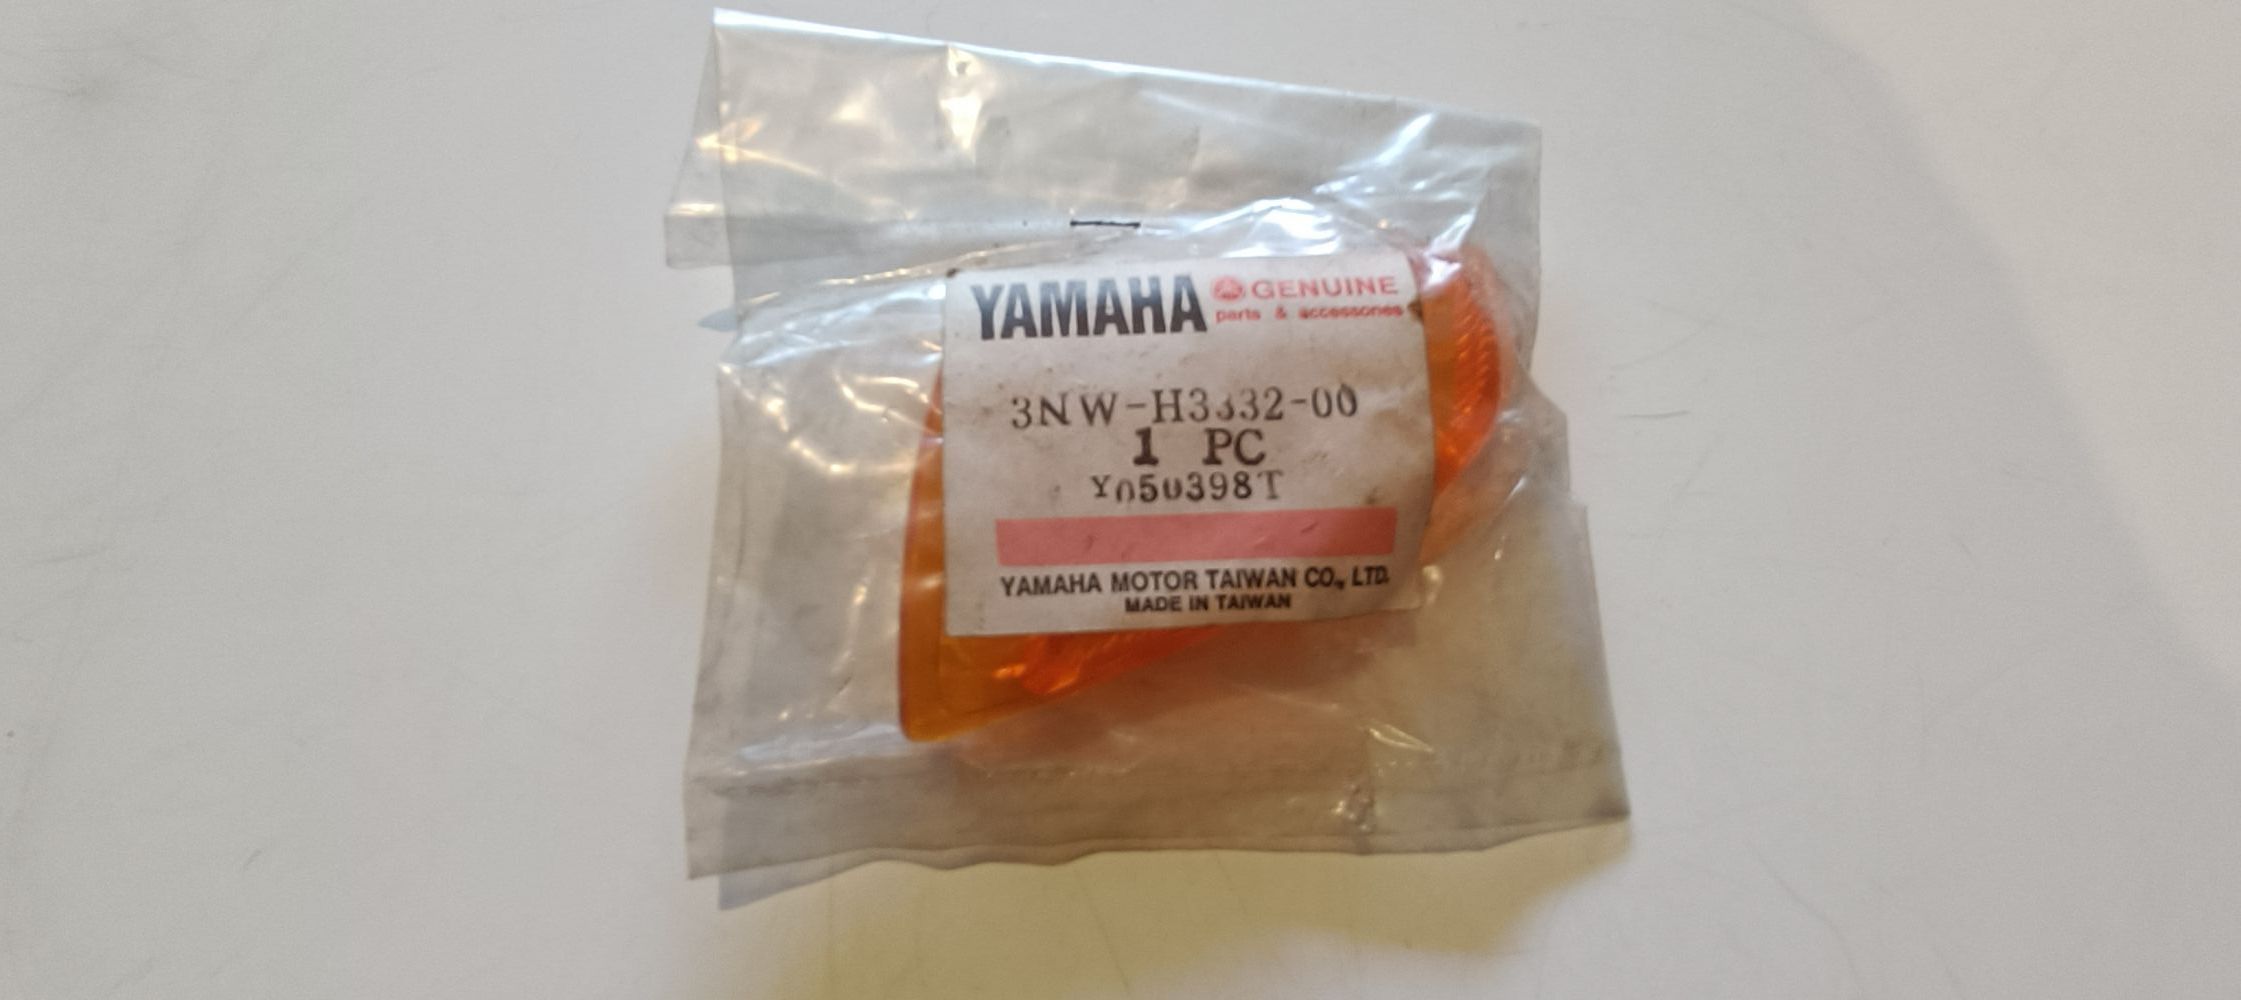 YAMAHA GENUINE
parts & accessories
3NW-H3332-00
1 PC
Y050398T
YAMAHA MOTOR TAIWAN CO., LTD.
MADE IN TAIWAN